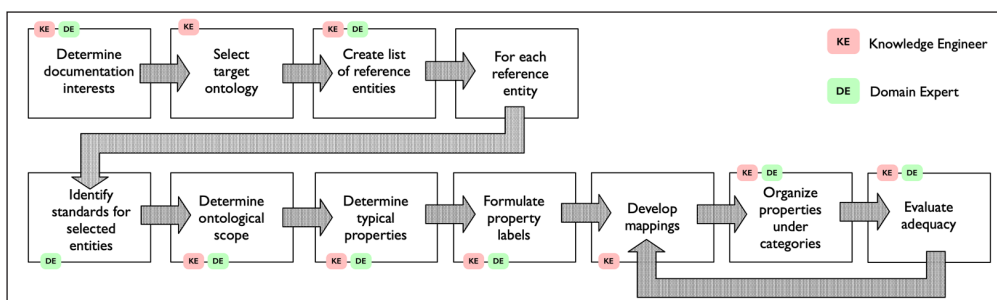 KE DE
Determine
documentation
interests
KE
Select
target
ontology
KE DE
Create list
of reference
entities
For each
reference
entity
KE Knowledge Engineer
DE Domain Expert
Identify
standards for
selected
entities
DE
Determine
ontological
scope
KE DE
Determine
typical
properties
KE DE
Formulate
property
labels
KE DE
Develop
mappings
KE
KE DE
Organize
properties
under
categories
KE DE
Evaluate
adequacy